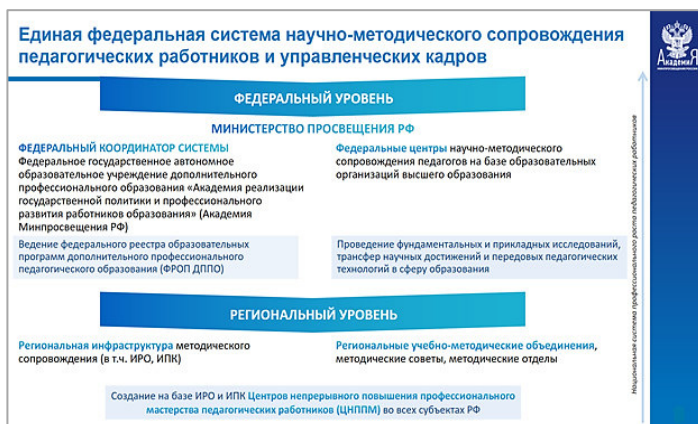 Единая федеральная система научно-методического сопровождения
педагогических работников и управленческих кадров
АкадемиЯ
МИНПРОСВЕЩЕНИЯ РОССИИ
ФЕДЕРАЛЬНЫЙ УРОВЕНЬ
МИНИСТЕРСТВО ПРОСВЕЩЕНИЯ РФ
ФЕДЕРАЛЬНЫЙ КООРДИНАТОР СИСТЕМЫ
Федеральное государственное автономное
образовательное учреждение дополнительного
профессионального образования «Академия реализации
государственной политики и профессионального
развития работников образования» (Академия
Минпросвещения РФ)
Федеральные центры научно-методического
сопровождения педагогов на базе образовательных
организаций высшего образования
Ведение федерального реестра образовательных
программ дополнительного профессионального
педагогического образования (ФРОП ДППО)
Проведение фундаментальных и прикладных исследований,
трансфер научных достижений и передовых педагогических
технологий в сферу образования
РЕГИОНАЛЬНЫЙ УРОВЕНЬ
Региональная инфраструктура методического
сопровождения (в т.ч. ИРО, ИПК)
Региональные учебно-методические объединения,
методические советы, методические отделы
Создание на базе ИРО и ИПК Центров непрерывного повышения профессионального
мастерства педагогических работников (ЦНППМ) во всех субъектах РФ
Национальная система профессионального роста педагогических работников